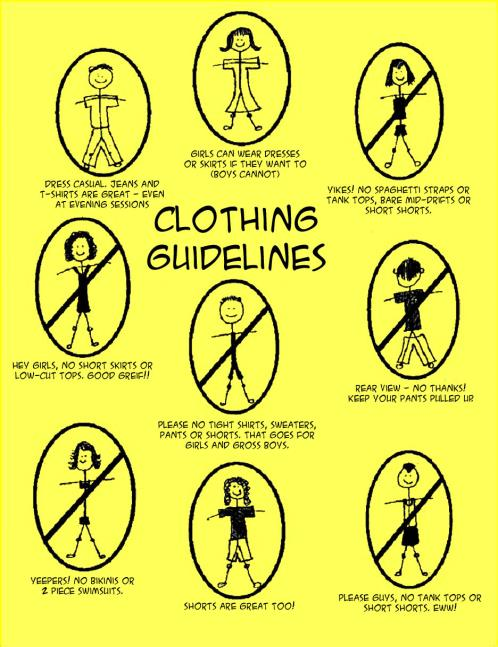 DRESS CASUAL. JEANS AND
T-SHIRTS ARE GREAT - EVEN
AT EVENING SESSIONS
GIRLS CAN WEAR DRESSES
OR SKIRTS IF THEY WANT TO
(BOYS CANNOT)
YIKES! NO SPAGHETTI STRAPS OR
TANK TOPS, BARE MID-DRIFTS OR
SHORT SHORTS.
CLOTHING
GUIDELINES
HEY GIRLS, NO SHORT SKIRTS OR
LOW-CUT TOPS. GOOD GREIF!!
PLEASE NO TIGHT SHIRTS, SWEATERS,
PANTS OR SHORTS. THAT GOES FOR
GIRLS AND GROSS BOYS.
REAR VIEW - NO THANKS!
KEEP YOUR PANTS PULLED UP.
YEEPERS! NO BIKINIS OR
2 PIECE SWIMSUITS.
SHORTS ARE GREAT TOO!
PLEASE GUYS, NO TANK TOPS OR
SHORT SHORTS. EWW!